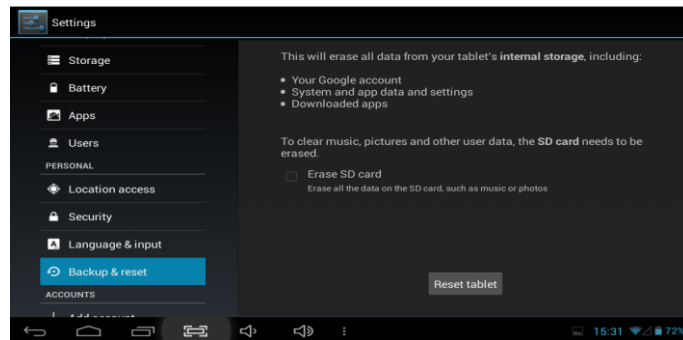 Settings
Storage
Battery
Apps
Users
PERSONAL
Location access
Security
Language & input
Backup & reset
ACCOUNTS
Add account
This will erase all data from your tablet's internal storage, including:
• Your Google account
• System and app data and settings
• Downloaded apps
To clear music, pictures and other user data, the SD card needs to be
erased.
Erase SD card
Erase all the data on the SD card, such as music or photos
Reset tablet
15:31
72%